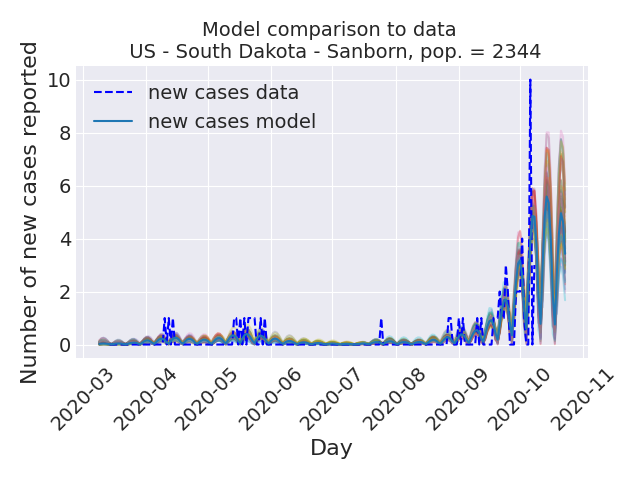 Model comparison to data
US - South Dakota - Sanborn, pop. = 2344
Number of new cases reported
10
8
6
4
2
0
new cases data
new cases model
2020-03
2020-04
2020-05
2020-06
2020-07
2020-08
2020-09
2020-10
2020-11
Day